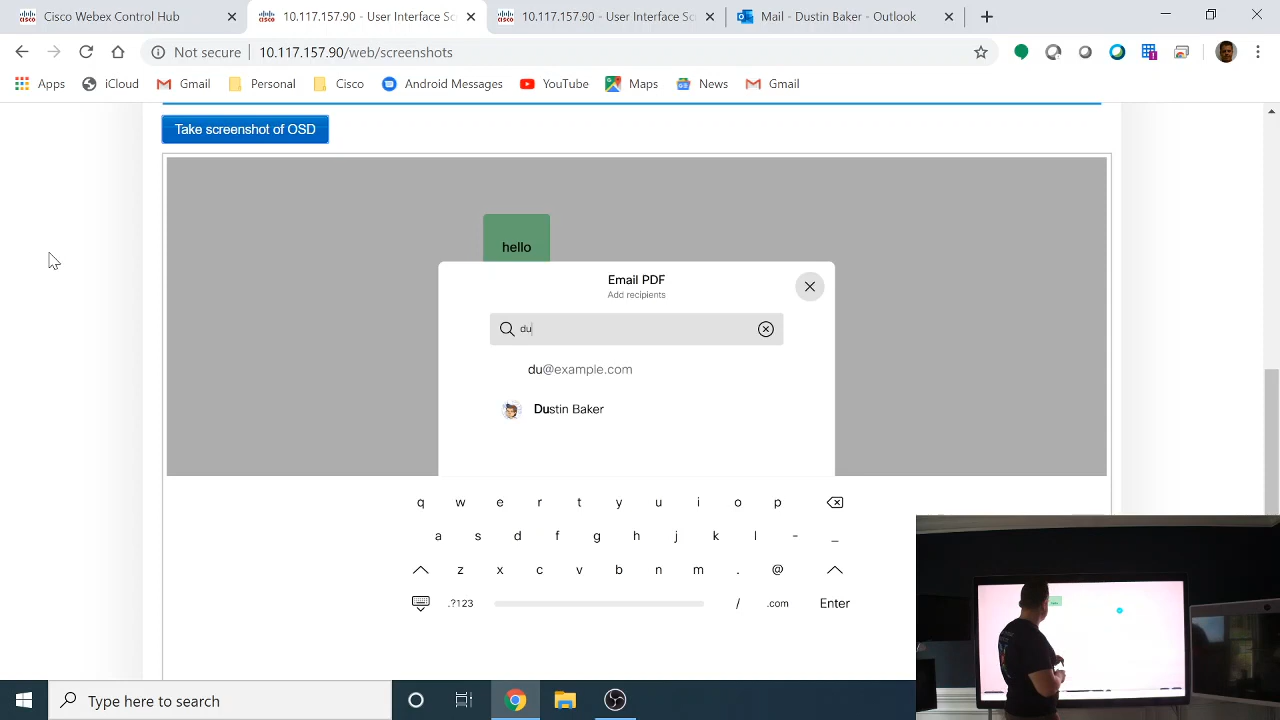 Cisco Webex Control Hub
10.117.157.90 - User Interface Sc
10.117.157.90 - User Interface Sc
Mail - Dustin Baker - Outlook
Not secure 10.117.157.90/web/screenshots
Apps iCloud Gmail Personal Cisco Android Messages YouTube Maps News Gmail
Take screenshot of OSD
hello
Email PDF
Add recipients
du
du@example.com
Dustin Baker
q w e r t y u i o p
a s d f g h j k l - _
z x c v b n m . @
.?123 / .com Enter
Type here to search